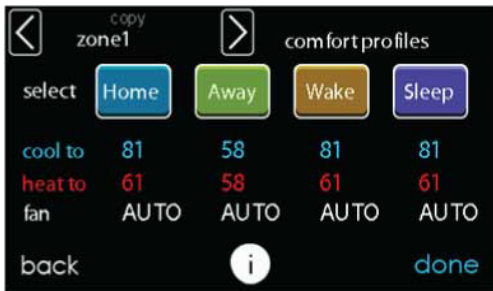 copy
< zone1 > comfort profiles
select Home Away Wake Sleep
cool to 81 58 81 81
heat to 61 58 61 61
fan AUTO AUTO AUTO AUTO
back i done